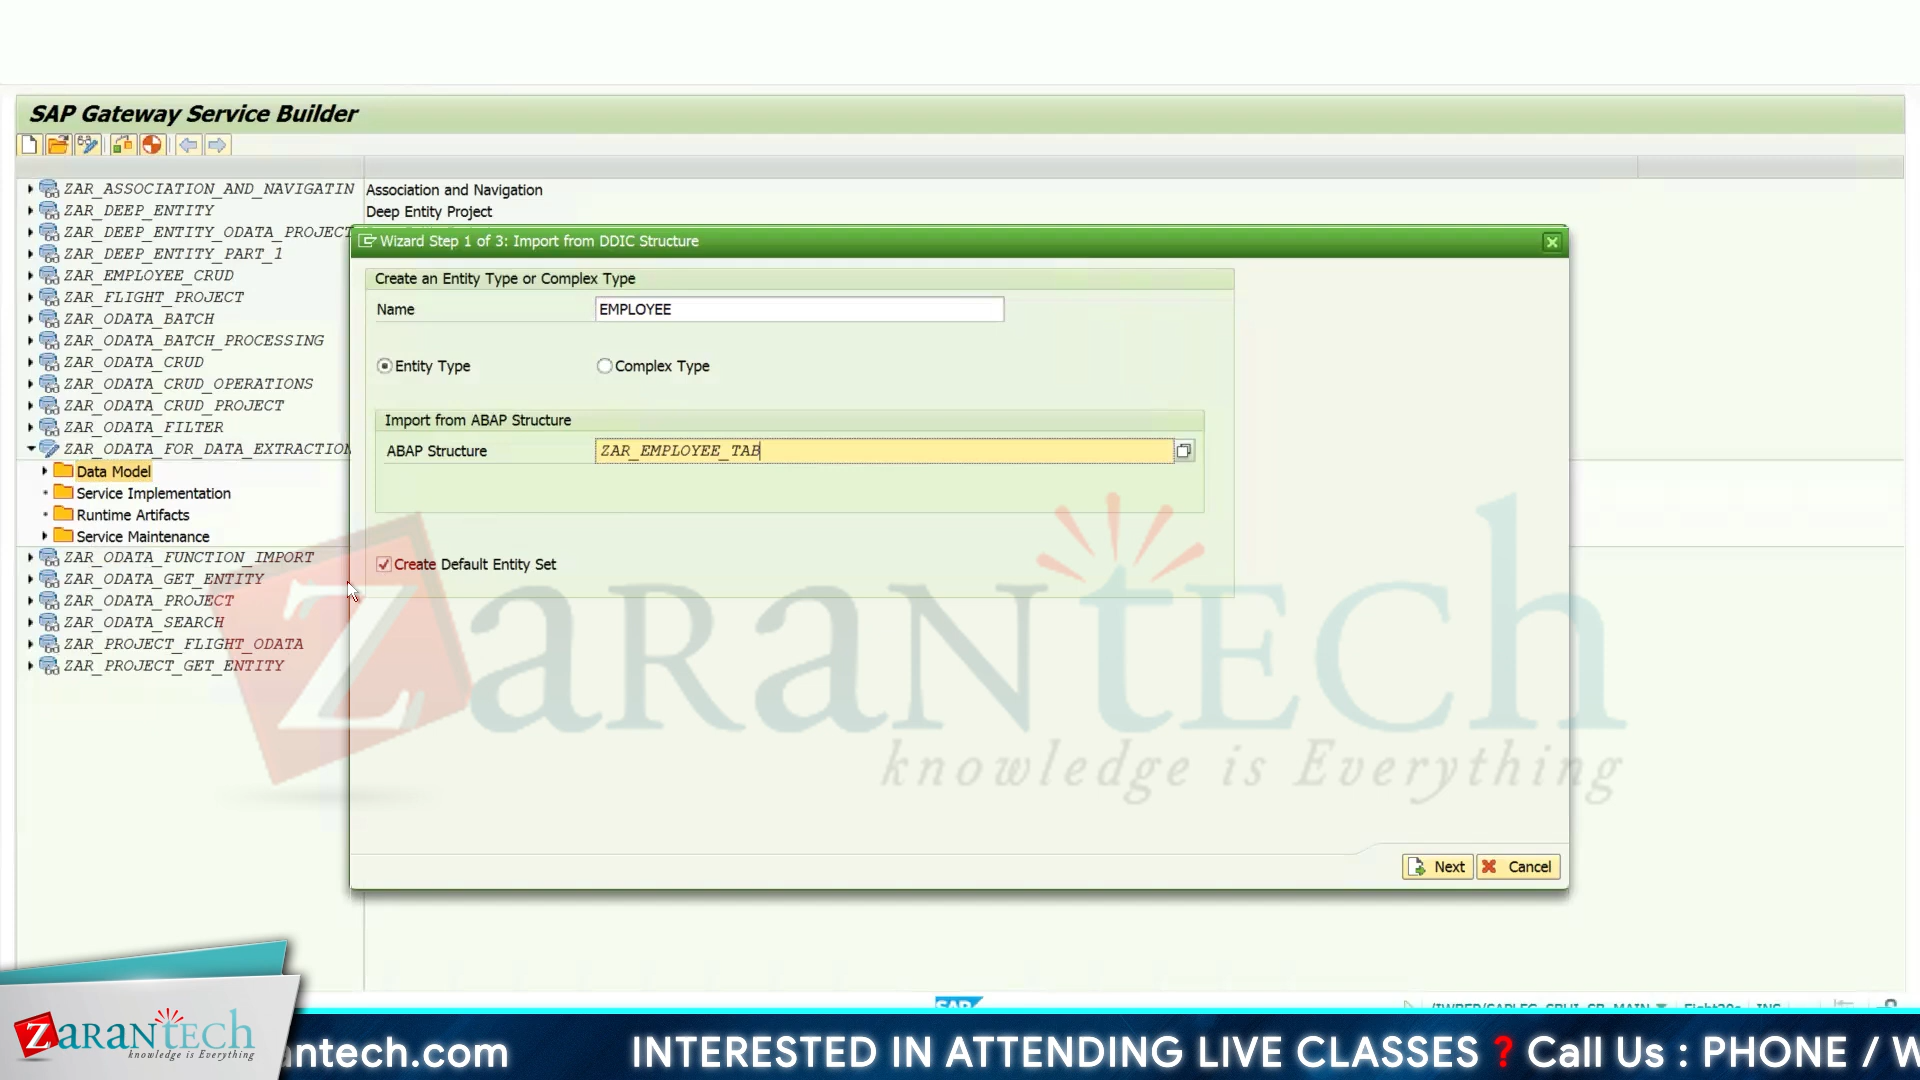 SAP Gateway Service Builder
ZAR_ASSOCIATION_AND_NAVIGATIN Association and Navigation
ZAR_DEEP_ENTITY Deep Entity Project
ZAR_DEEP_ENTITY_ODATA_PROJECT
ZAR_DEEP_ENTITY_PART_1
ZAR_EMPLOYEE_CRUD
ZAR_FLIGHT_PROJECT
ZAR_ODATA_BATCH
ZAR_ODATA_BATCH_PROCESSING
ZAR_ODATA_CRUD
ZAR_ODATA_CRUD_OPERATIONS
ZAR_ODATA_CRUD_PROJECT
ZAR_ODATA_FILTER
ZAR_ODATA_FOR_DATA_EXTRACTION
Data Model
Service Implementation
Runtime Artifacts
Service Maintenance
ZAR_ODATA_FUNCTION_IMPORT
ZAR_ODATA_GET_ENTITY
ZAR_ODATA_PROJECT
ZAR_ODATA_SEARCH
ZAR_PROJECT_FLIGHT_ODATA
ZAR_PROJECT_GET_ENTITY
Wizard Step 1 of 3: Import from DDIC Structure
Create an Entity Type or Complex Type
Name EMPLOYEE
Entity Type Complex Type
Import from ABAP Structure
ABAP Structure ZAR_EMPLOYEE_TAB
Create Default Entity Set
ZaranTech
knowledge is Everything
Next Cancel
SAP
ZaranTech
knowledge is Everything
ntech.com INTERESTED IN ATTENDING LIVE CLASSES ❓ Call Us : PHONE / W